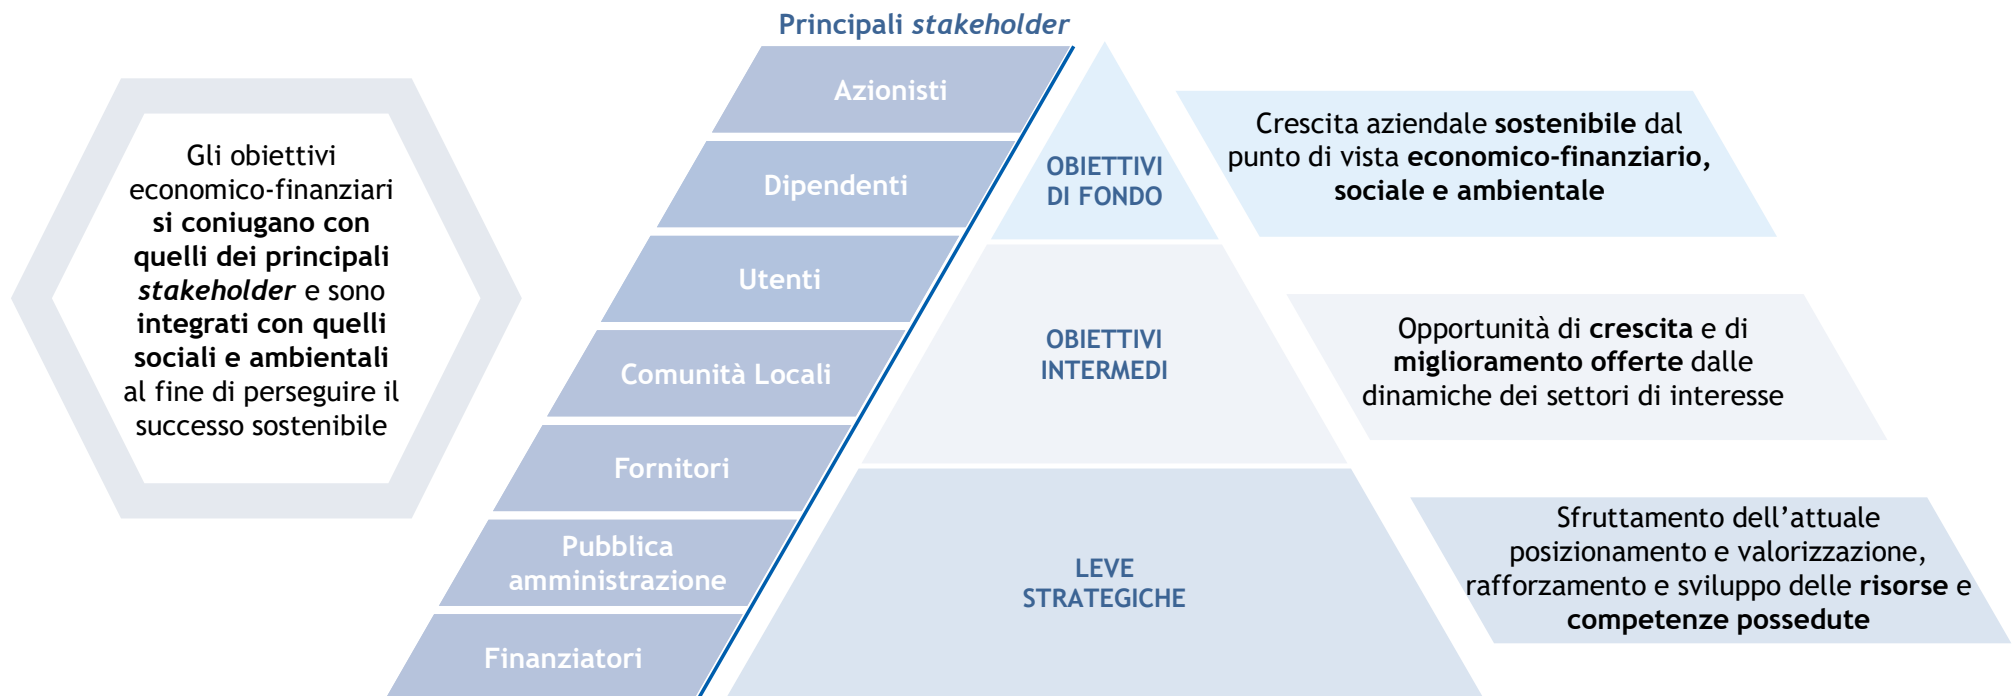 Principali stakeholder
Gli obiettivi
economico-finanziari
si coniugano con
quelli dei principali
stakeholder e sono
integrati con quelli
sociali e ambientali
al fine di perseguire il
successo sostenibile
Azionisti
Dipendenti
Utenti
Comunità Locali
Fornitori
Pubblica
amministrazione
Finanziatori
OBIETTIVI
DI FONDO
OBIETTIVI
INTERMEDI
LEVE
STRATEGICHE
Crescita aziendale sostenibile dal
punto di vista economico-finanziario,
sociale e ambientale
Opportunità di crescita e di
miglioramento offerte dalle
dinamiche dei settori di interesse
Sfruttamento dell’attuale
posizionamento e valorizzazione,
rafforzamento e sviluppo delle risorse e
competenze possedute